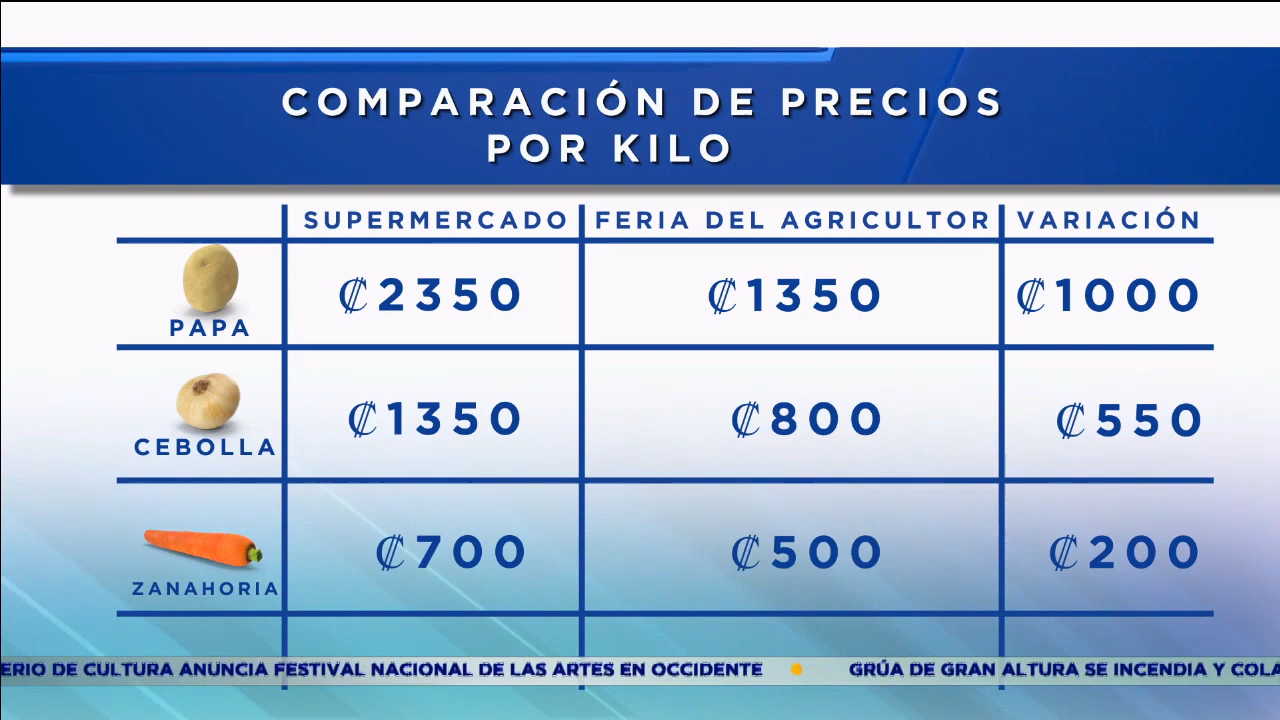 COMPARACIÓN DE PRECIOS
POR KILO
SUPERMERCADO FERIA DEL AGRICULTOR VARIACIÓN
PAPA ₡2350 ₡1350 ₡1000
CEBOLLA ₡1350 ₡800 ₡550
ZANAHORIA ₡700 ₡500 ₡200
ERIO DE CULTURA ANUNCIA FESTIVAL NACIONAL DE LAS ARTES EN OCCIDENTE • GRÚA DE GRAN ALTURA SE INCENDIA Y COLA